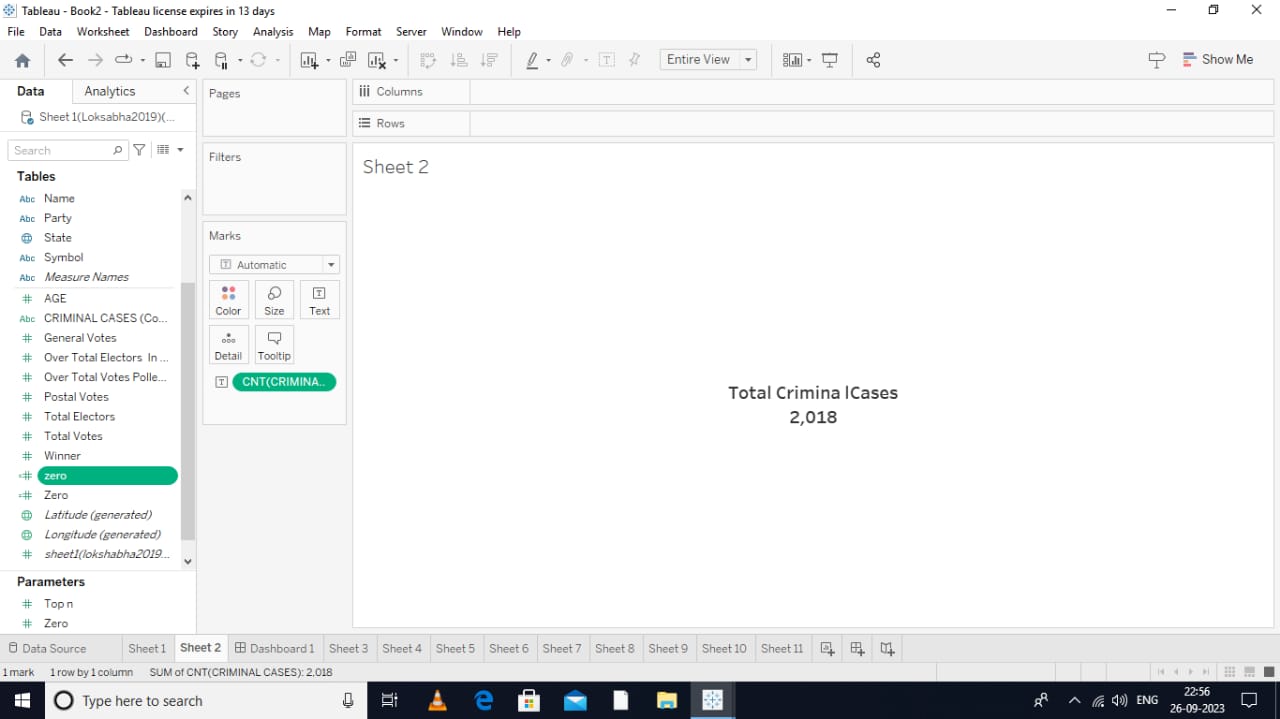 Tableau - Book2 - Tableau license expires in 13 days
File Data Worksheet Dashboard Story Analysis Map Format Server Window Help
Entire View
Show Me
Data Analytics
Sheet 1(Loksabha2019)(...
Search
Tables
Abc Name
Abc Party
State
Abc Symbol
Abc Measure Names
# AGE
Abc CRIMINAL CASES (Co...
# General Votes
# Over Total Electors In ...
# Over Total Votes Polle...
# Postal Votes
# Total Electors
# Total Votes
# Winner
=# zero
=# Zero
Latitude (generated)
Longitude (generated)
# sheet1(lokshabha2019...
Parameters
# Top n
# Zero
Pages
Filters
Marks
T Automatic
Color Size Text
Detail Tooltip
T CNT(CRIMINA..
Columns
Rows
Sheet 2
Total Crimina lCases
2,018
Data Source Sheet 1 Sheet 2 Dashboard 1 Sheet 3 Sheet 4 Sheet 5 Sheet 6 Sheet 7 Sheet 8 Sheet 9 Sheet 10 Sheet 11
1 mark 1 row by 1 column SUM of CNT(CRIMINAL CASES): 2,018
Type here to search
ENG
22:56
26-09-2023